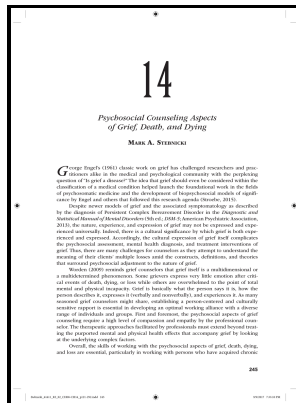 14
Psychosocial Counseling Aspects
of Grief, Death, and Dying
Mark A. Stebnicki
George Engel's (1961) classic work on grief has challenged researchers and prac-
titioners alike in the medical and psychological community with the perplexing
question of "Is grief a disease?" The idea that grief should even be considered within the
classification of a medical condition helped launch the foundational work in the fields
of psychosomatic medicine and the development of biopsychosocial models of signifi-
cance by Engel and others that followed this research agenda (Stroebe, 2015).
Despite newer models of grief and the associated symptomatology as described
by the diagnosis of Persistent Complex Bereavement Disorder in the Diagnostic and
Statistical Manual of Mental Disorders (5th ed.; DSM-5; American Psychiatric Association,
2013), the nature, experience, and expression of grief may not be expressed and expe-
rienced universally. Indeed, there is a cultural significance by which grief is both expe-
rienced and expressed. Accordingly, the cultural expression of grief itself complicates
the psychosocial assessment, mental health diagnosis, and treatment interventions of
grief. Thus, there are many challenges for counselors as they attempt to understand the
meaning of their clients' multiple losses amid the constructs, definitions, and theories
that surround psychosocial adjustment to the nature of grief.
Worden (2009) reminds grief counselors that grief itself is a multidimensional or
a multidetermined phenomenon. Some grievers express very little emotion after criti-
cal events of death, dying, or loss while others are overwhelmed to the point of total
mental and physical incapacity. Grief is basically what the person says it is, how the
person describes it, expresses it (verbally and nonverbally), and experiences it. As many
seasoned grief counselors might share, establishing a person-centered and culturally
sensitive rapport is essential to developing an optimal working alliance with a diverse
range of individuals and groups. First and foremost, the psychosocial aspects of grief
counseling require a high level of compassion and empathy by the professional coun-
selor. The therapeutic approaches facilitated by professionals must extend beyond treat-
ing the purported mental and physical health effects that accompany grief by looking
at the underlying complex factors.
Overall, the skills of working with the psychosocial aspects of grief, death, dying,
and loss are essential, particularly in working with persons who have acquired chronic
245